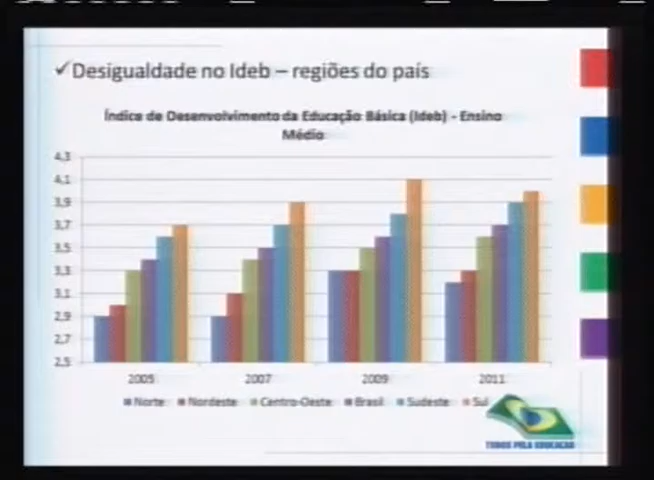 ✓Desigualdade no Ideb – regiões do país
Índice de Desenvolvimento da Educação Básica (Ideb) - Ensino
Médio
4,3
4,1
3,9
3,7
3,5
3,3
3,1
2,9
2,7
2,5
2005 2007 2009 2011
Norte Nordeste Centro-Oeste Brasil Sudeste Sul
TODOS PELA EDUCAÇÃO